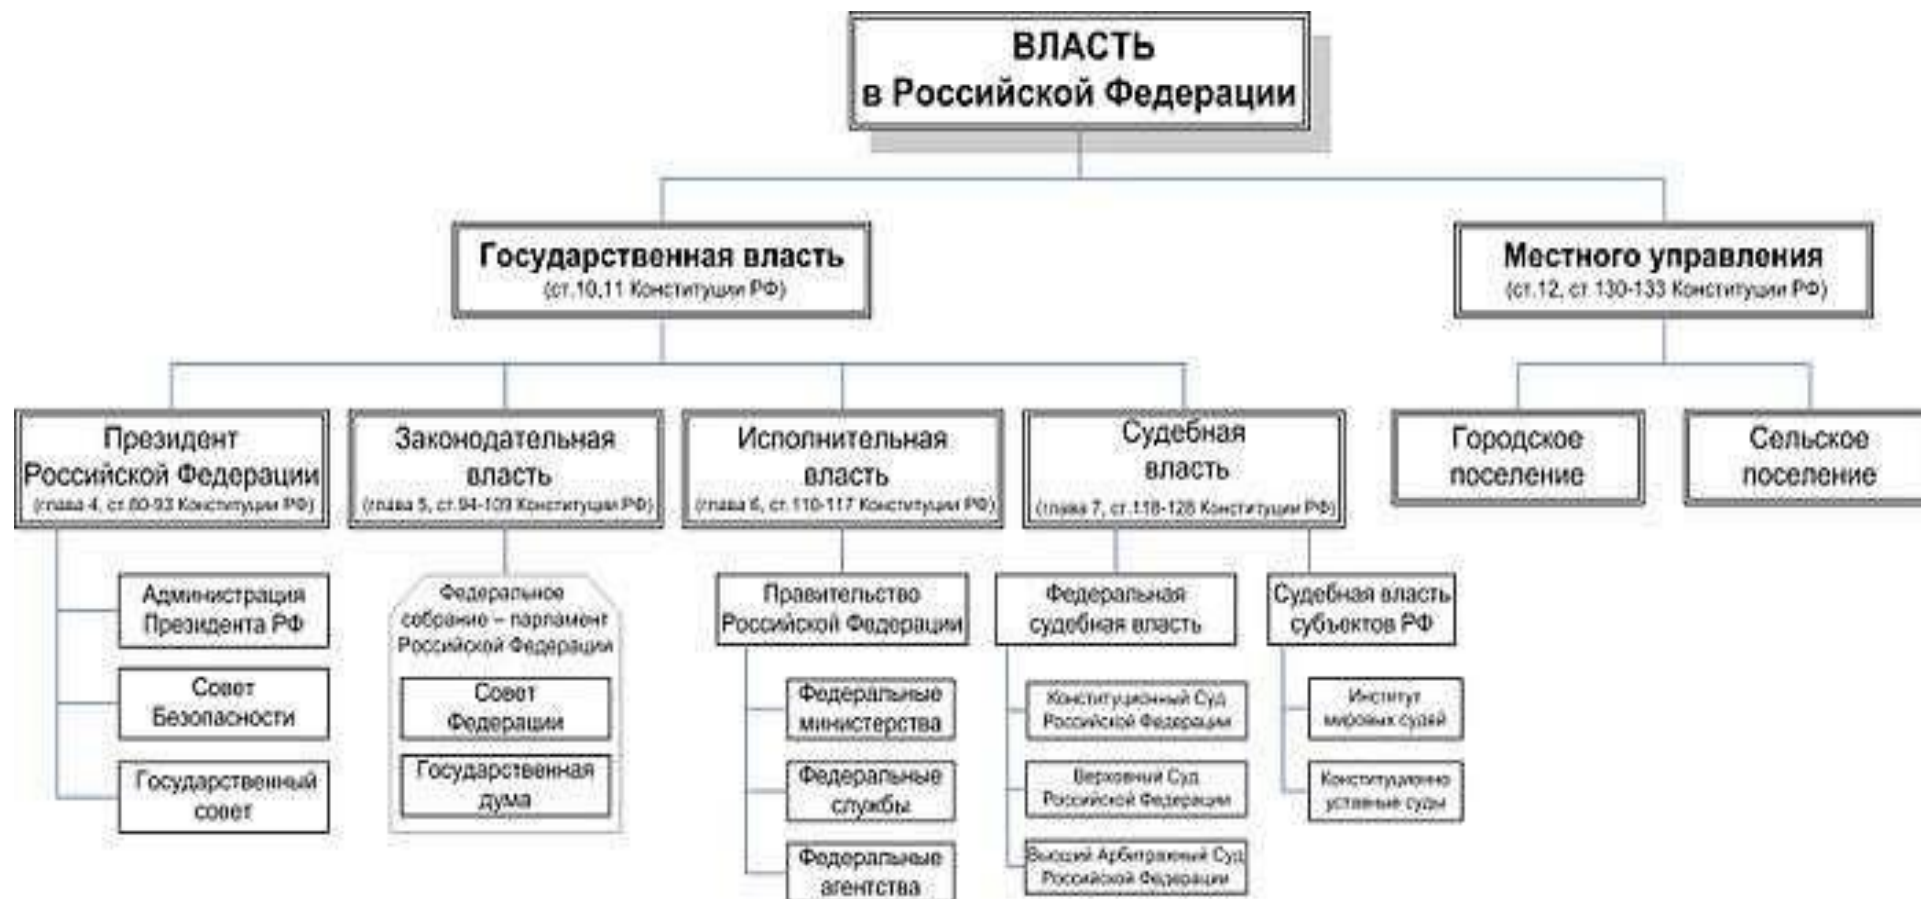 ВЛАСТЬ
в Российской Федерации
Государственная власть
(ст.10,11 Конституции РФ)
Местного управления
(ст.12, ст.130-133 Конституции РФ)
Президент
Российской Федерации
(глава 4, ст.80-93 Конституции РФ)
Законодательная
власть
(глава 5, ст.94-109 Конституции РФ)
Исполнительная
власть
(глава 6, ст.110-117 Конституции РФ)
Судебная
власть
(глава 7, ст.118-128 Конституции РФ)
Городское
поселение
Сельское
поселение
Администрация
Президента РФ
Совет
Безопасности
Государственный
совет
Федеральное
собрание – парламент
Российской Федерации
Совет
Федерации
Государственная
дума
Правительство
Российской Федерации
Федеральные
министерства
Федеральные
службы
Федеральные
агентства
Федеральная
судебная власть
Конституционный Суд
Российской Федерации
Верховный Суд
Российской Федерации
Высший Арбитражный Суд
Российской Федерации
Судебная власть
субъектов РФ
Институт
мировых судей
Конституционно
уставные суды